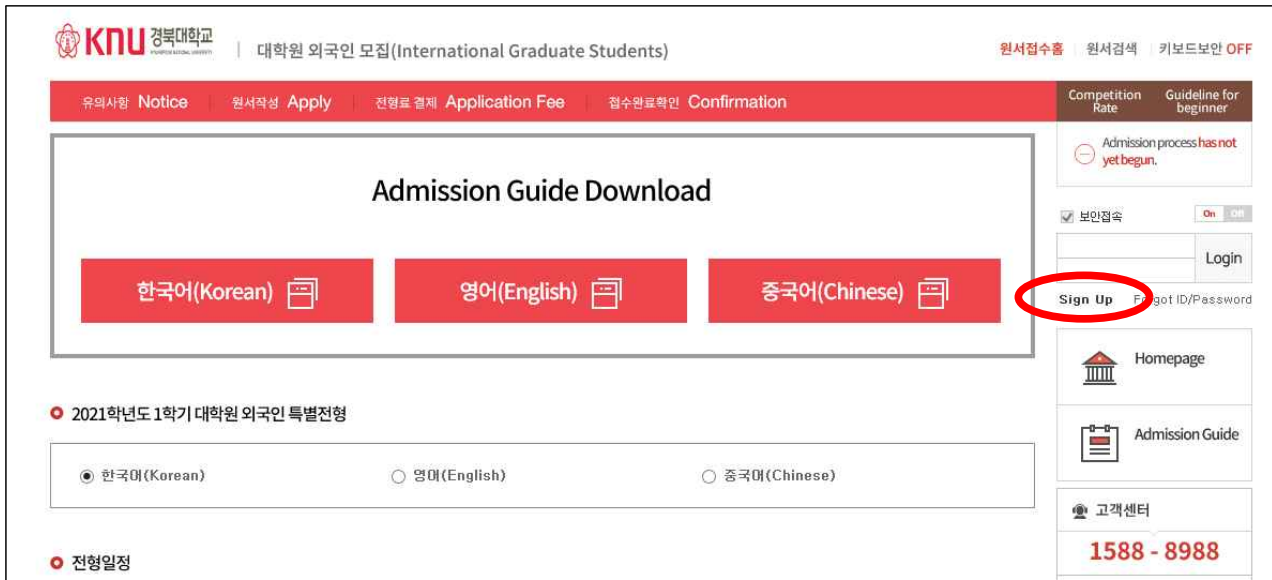 KNU 경북대학교
대학원 외국인 모집(International Graduate Students)
원서접수홈 원서검색 키보드보안 OFF
유의사항 Notice 원서작성 Apply 전형료 결제 Application Fee 접수완료확인 Confirmation
Competition Rate
Guideline for beginner
Admission process has not
yet begun.
Admission Guide Download
보안접속 On Off
Login
한국어(Korean) 영어(English) 중국어(Chinese)
Sign Up Forgot ID/Password
Homepage
2021학년도 1학기 대학원 외국인 특별전형
Admission Guide
한국어(Korean) 영어(English) 중국어(Chinese)
고객센터
1588 - 8988
전형일정